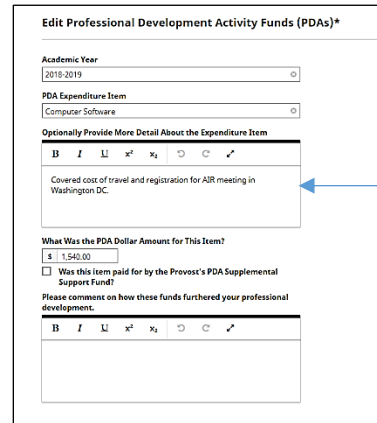 Edit Professional Development Activity Funds (PDAs)*
Academic Year
2018-2019
PDA Expenditure Item
Computer Software
Optionally Provide More Detail About the Expenditure Item
B I U x² x₂
Covered cost of travel and registration for AIR meeting in
Washington DC.
What Was the PDA Dollar Amount for This Item?
$ 1,540.00
Was this item paid for by the Provost's PDA Supplemental
Support Fund?
Please comment on how these funds furthered your professional
development.
B I U x² x₂